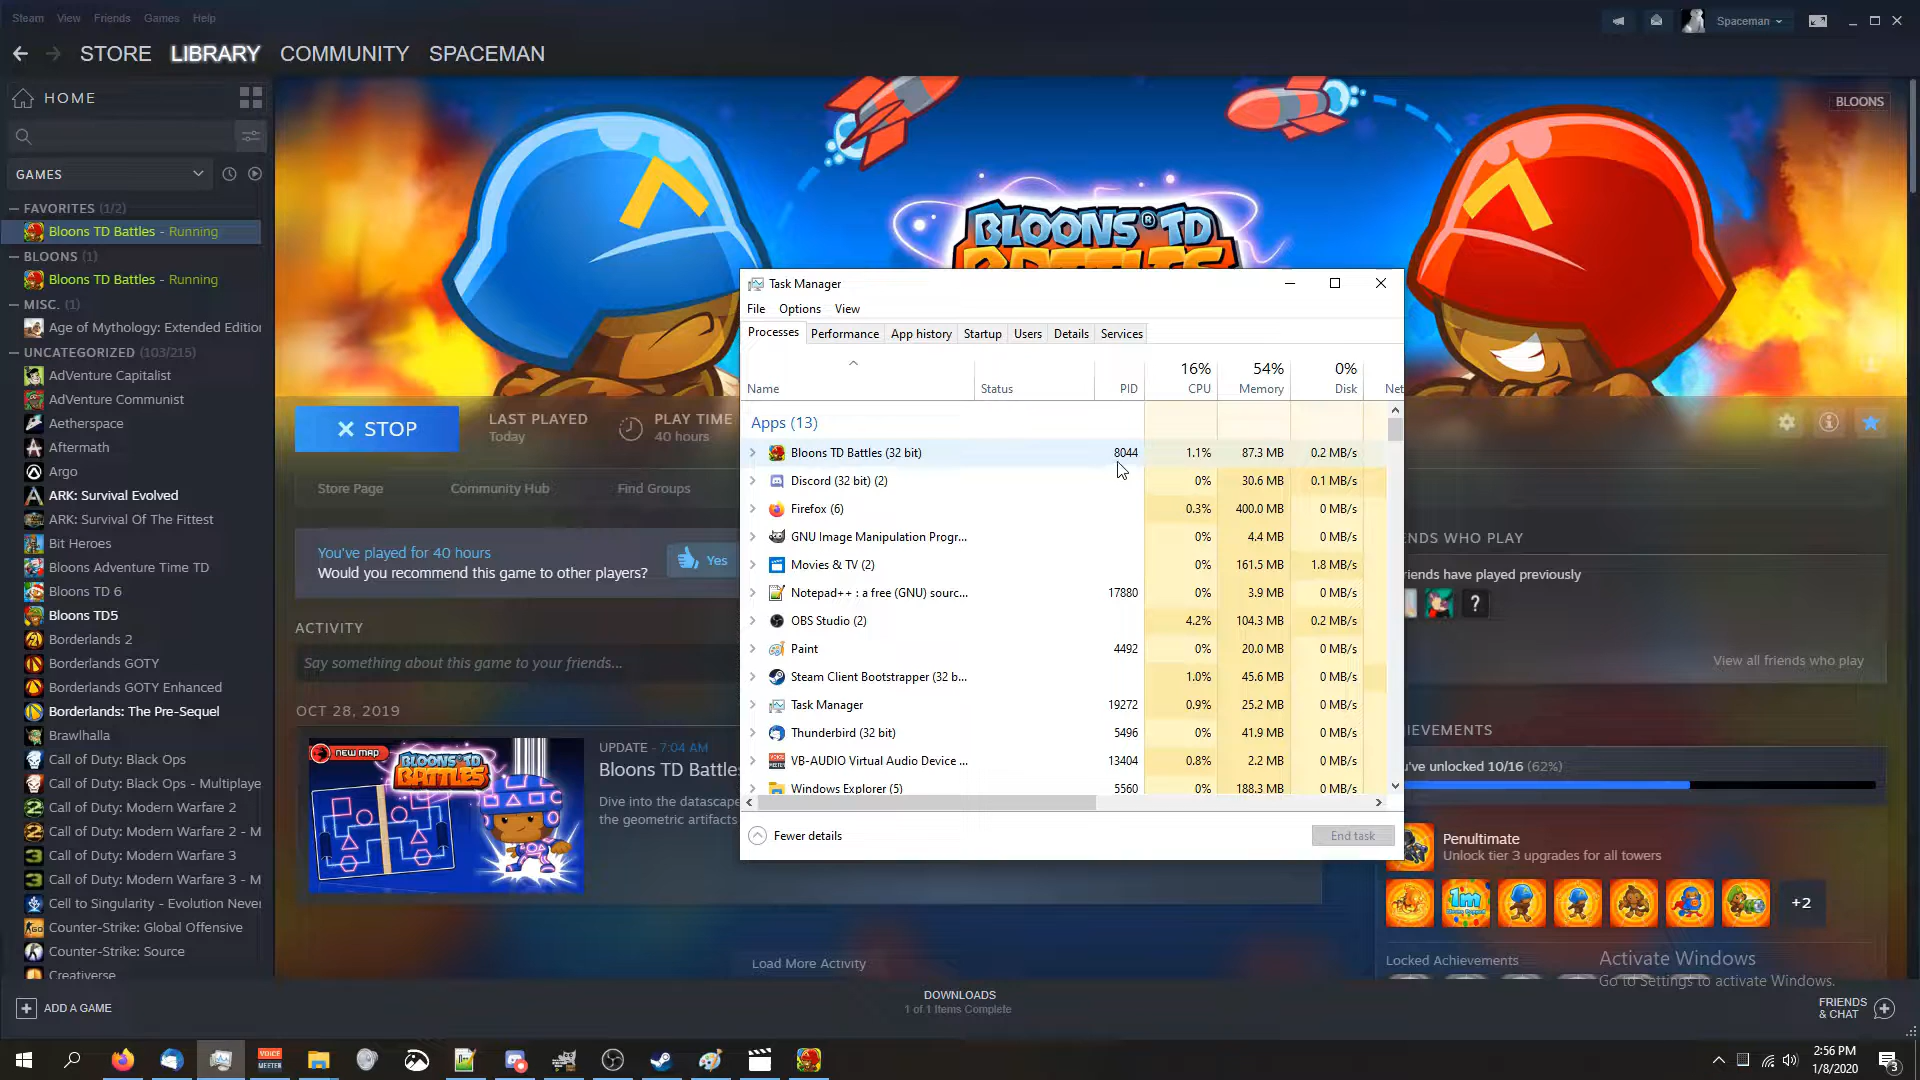 Steam View Friends Games Help
Spaceman
STORE LIBRARY COMMUNITY SPACEMAN
HOME
BLOONS
GAMES
FAVORITES (1/2)
Bloons TD Battles - Running
BLOONS (1)
Bloons TD Battles - Running
MISC. (1)
Age of Mythology: Extended Edition
UNCATEGORIZED (103/215)
AdVenture Capitalist
AdVenture Communist
Aetherspace
Aftermath
Argo
ARK: Survival Evolved
ARK: Survival Of The Fittest
Bit Heroes
Bloons Adventure Time TD
Bloons TD 6
Bloons TD5
Borderlands 2
Borderlands GOTY
Borderlands GOTY Enhanced
Borderlands: The Pre-Sequel
Brawlhalla
Call of Duty: Black Ops
Call of Duty: Black Ops - Multiplaye
Call of Duty: Modern Warfare 2
Call of Duty: Modern Warfare 2 - M
Call of Duty: Modern Warfare 3
Call of Duty: Modern Warfare 3 - M
Cell to Singularity - Evolution Never
Counter-Strike: Global Offensive
Counter-Strike: Source
Creativerse
ADD A GAME
BLOONS® TD
BATTLES
STOP
LAST PLAYED
Today
PLAY TIME
40 hours
Store Page Community Hub Find Groups
You've played for 40 hours
Would you recommend this game to other players?
Yes
ACTIVITY
Say something about this game to your friends...
OCT 28, 2019
NEW MAP
BLOONS TD
BATTLES
UPDATE - 7:04 AM
Bloons TD Battles
Dive into the datascape
the geometric artifacts
Load More Activity
Task Manager
File Options View
Processes Performance App history Startup Users Details Services
16% 54% 0%
Name Status PID CPU Memory Disk Net
Apps (13)
Bloons TD Battles (32 bit) 8044 1.1% 87.3 MB 0.2 MB/s
Discord (32 bit) (2) 0% 30.6 MB 0.1 MB/s
Firefox (6) 0.3% 400.0 MB 0 MB/s
GNU Image Manipulation Progr... 0% 4.4 MB 0 MB/s
Movies & TV (2) 0% 161.5 MB 1.8 MB/s
Notepad++ : a free (GNU) sourc... 17880 0% 3.9 MB 0 MB/s
OBS Studio (2) 4.2% 104.3 MB 0.2 MB/s
Paint 4492 0% 20.0 MB 0 MB/s
Steam Client Bootstrapper (32 b... 1.0% 45.6 MB 0 MB/s
Task Manager 19272 0.9% 25.2 MB 0 MB/s
Thunderbird (32 bit) 5496 0% 41.9 MB 0 MB/s
VB-AUDIO Virtual Audio Device ... 13404 0.8% 2.2 MB 0 MB/s
Windows Explorer (5) 5560 0% 188.3 MB 0 MB/s
Fewer details
End task
ENDS WHO PLAY
riends have played previously
?
View all friends who play
IEVEMENTS
've unlocked 10/16 (62%)
Penultimate
Unlock tier 3 upgrades for all towers
1m
+2
Locked Achievements
Activate Windows
Go to Settings to activate Windows.
DOWNLOADS
1 of 1 Items Complete
FRIENDS
& CHAT
VOICE
MEETER
2:56 PM
1/8/2020
3